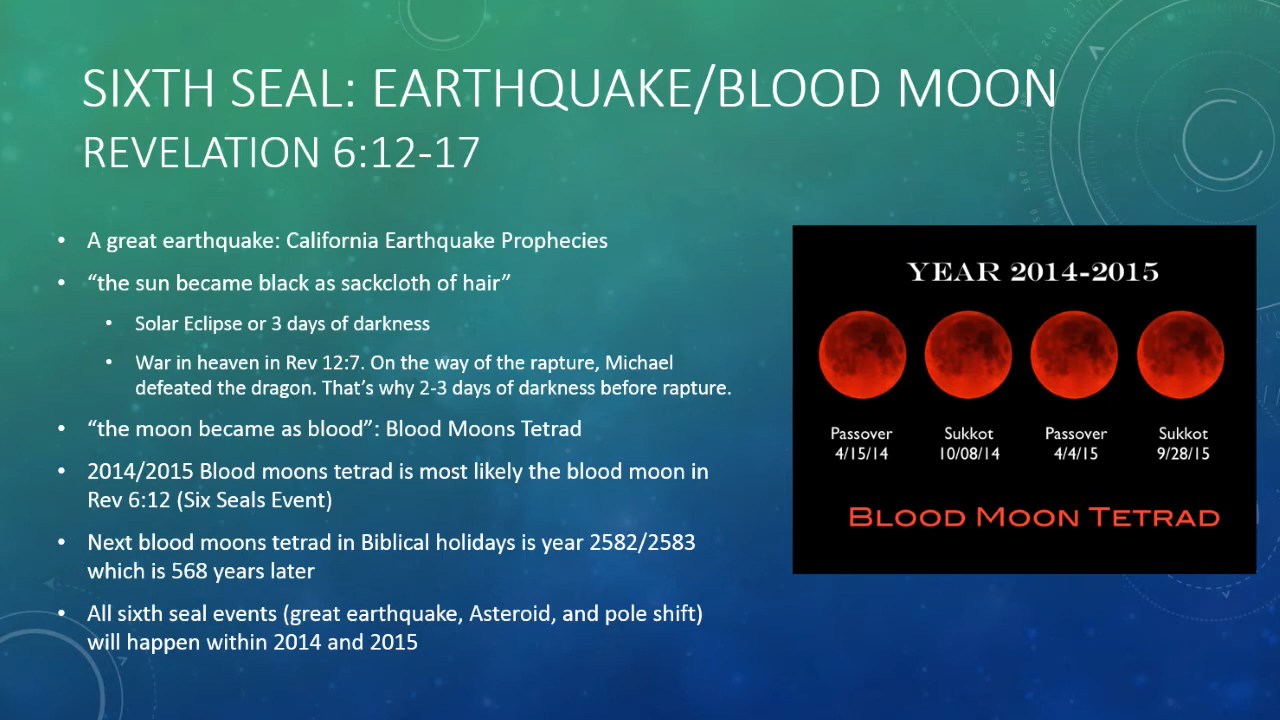 SIXTH SEAL: EARTHQUAKE/BLOOD MOON
REVELATION 6:12-17
• A great earthquake: California Earthquake Prophecies
• “the sun became black as sackcloth of hair”
• Solar Eclipse or 3 days of darkness
• War in heaven in Rev 12:7. On the way of the rapture, Michael
defeated the dragon. That’s why 2-3 days of darkness before rapture.
• “the moon became as blood”: Blood Moons Tetrad
• 2014/2015 Blood moons tetrad is most likely the blood moon in
Rev 6:12 (Six Seals Event)
• Next blood moons tetrad in Biblical holidays is year 2582/2583
which is 568 years later
• All sixth seal events (great earthquake, Asteroid, and pole shift)
will happen within 2014 and 2015
YEAR 2014-2015
Passover Sukkot Passover Sukkot
4/15/14 10/08/14 4/4/15 9/28/15
BLOOD MOON TETRAD